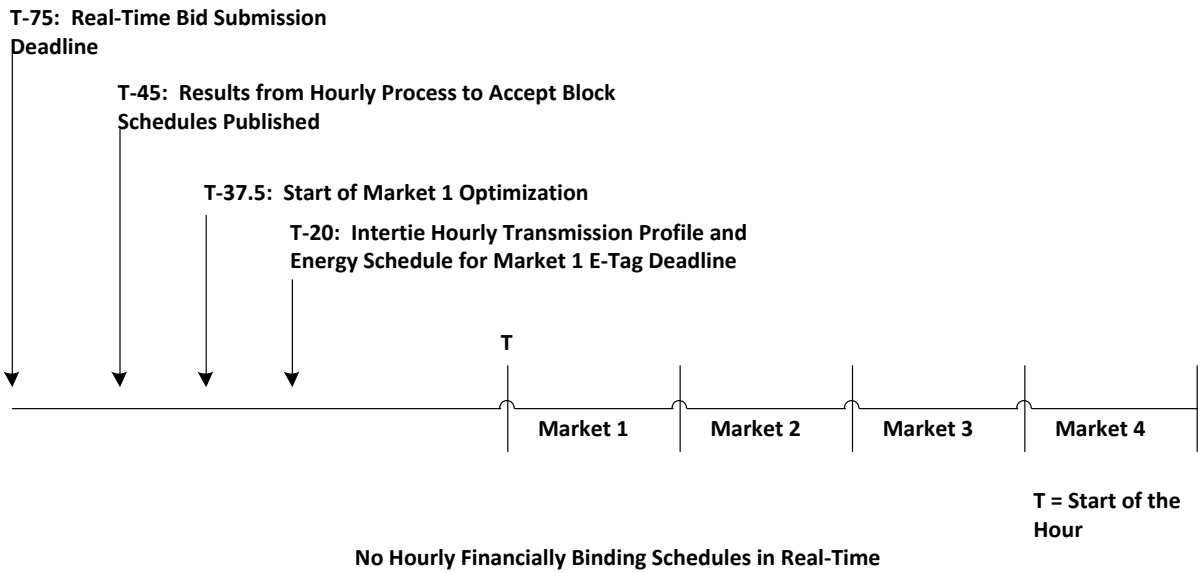 T-75:  Real-Time Bid Submission
Deadline
T-45:  Results from Hourly Process to Accept Block
Schedules Published
T-37.5:  Start of Market 1 Optimization
T-20:  Intertie Hourly Transmission Profile and
Energy Schedule for Market 1 E-Tag Deadline
T
Market 1
Market 2
Market 3
Market 4
T = Start of the
Hour
No Hourly Financially Binding Schedules in Real-Time